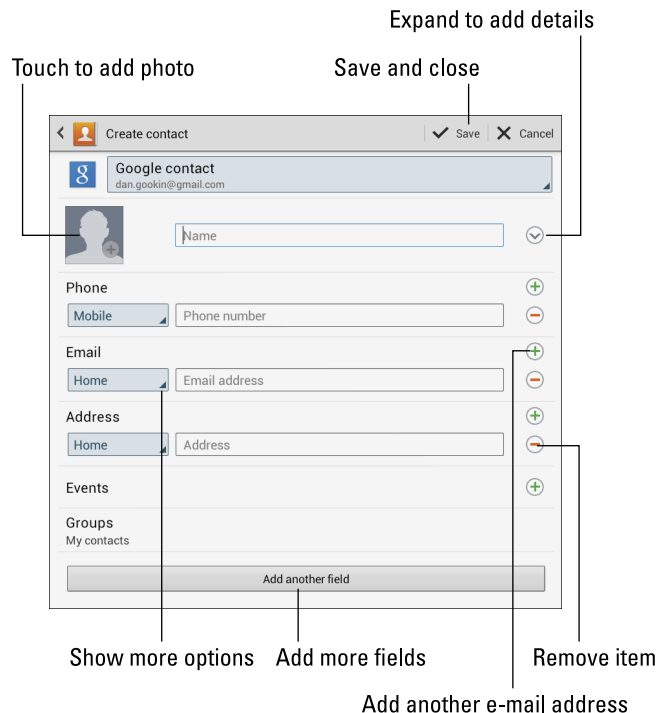 Expand to add details
Touch to add photo
Save and close
Create contact
Save
Cancel
8
Google contact
dan.gookin@gmail.com
Name
Phone
Mobile
Phone number
Email
Home
Email address
Address
Home
Address
Events
Groups
My contacts
Add another field
Show more options
Add more fields
Remove item
Add another e-mail address